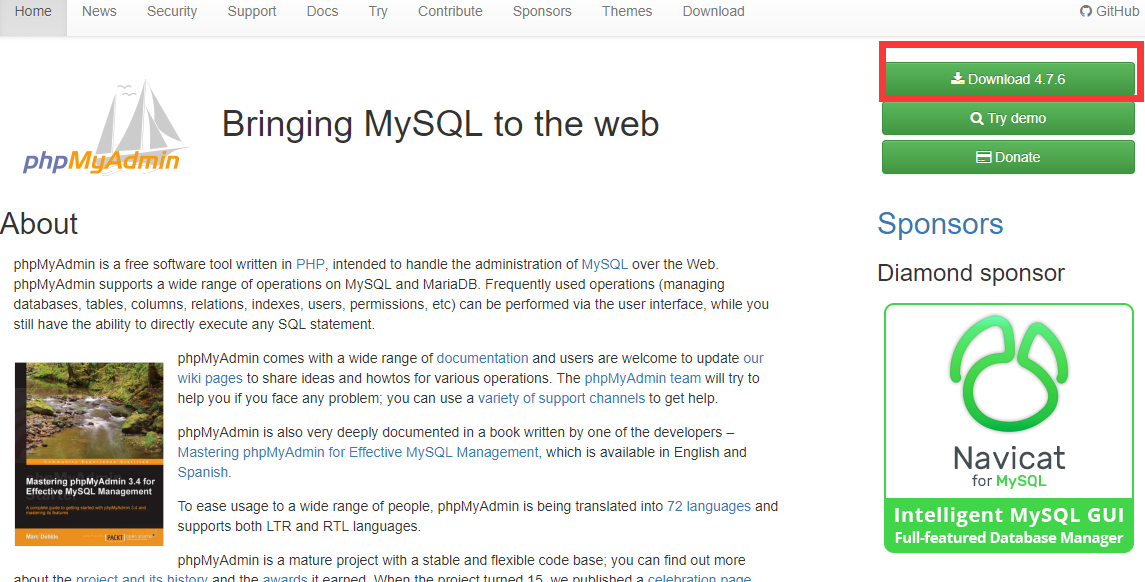 Home News Security Support Docs Try Contribute Sponsors Themes Download GitHub
Download 4.7.6
Try demo
Donate
phpMyAdmin
Bringing MySQL to the web
About
phpMyAdmin is a free software tool written in PHP, intended to handle the administration of MySQL over the Web.
phpMyAdmin supports a wide range of operations on MySQL and MariaDB. Frequently used operations (managing
databases, tables, columns, relations, indexes, users, permissions, etc) can be performed via the user interface, while you
still have the ability to directly execute any SQL statement.
Mastering phpMyAdmin 3.4 for
Effective MySQL Management
A complete guide to getting started with phpMyAdmin 3.4 and
mastering its features
Marc Delisle
PACKT
phpMyAdmin comes with a wide range of documentation and users are welcome to update our
wiki pages to share ideas and howtos for various operations. The phpMyAdmin team will try to
help you if you face any problem; you can use a variety of support channels to get help.
phpMyAdmin is also very deeply documented in a book written by one of the developers –
Mastering phpMyAdmin for Effective MySQL Management, which is available in English and
Spanish.
To ease usage to a wide range of people, phpMyAdmin is being translated into 72 languages and
supports both LTR and RTL languages.
phpMyAdmin is a mature project with a stable and flexible code base; you can find out more
about the project and its history and the awards it earned. When the project turned 15, we published a celebration page
Sponsors
Diamond sponsor
Navicat
for MySQL
Intelligent MySQL GUI
Full-featured Database Manager